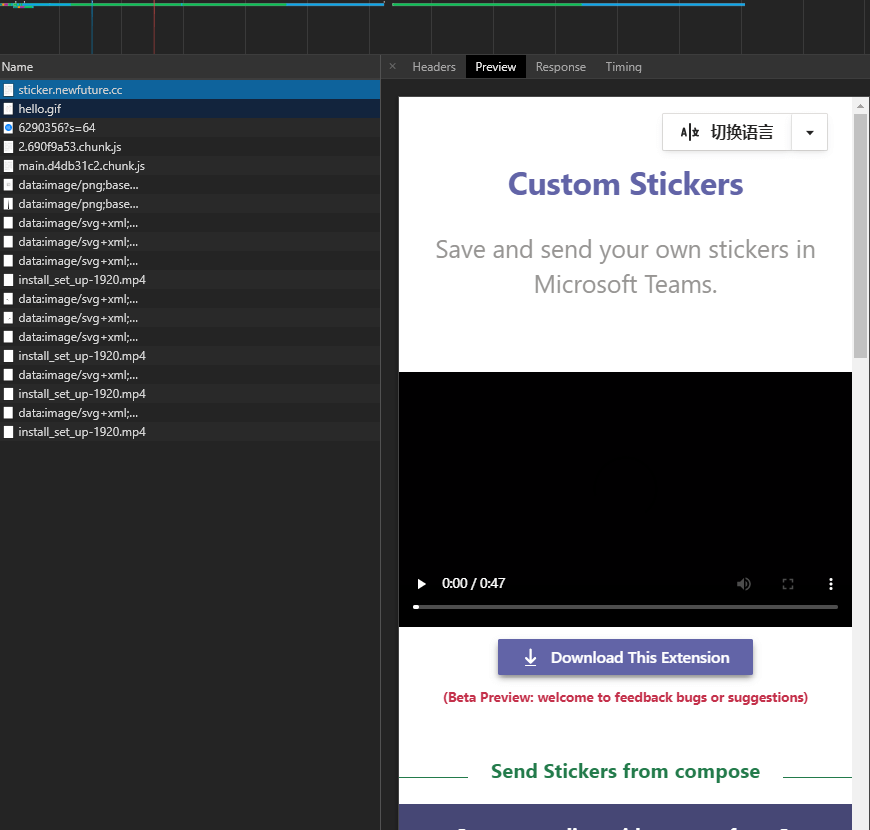 Name
Headers
Preview
Response
Timing
sticker.newfuture.cc
hello.gif
6290356?s=64
2.690f9a53.chunk.js
main.d4db31c2.chunk.js
data:image/png;base...
data:image/png;base...
data:image/svg+xml;...
data:image/svg+xml;...
data:image/svg+xml;...
install_set_up-1920.mp4
data:image/svg+xml;...
data:image/svg+xml;...
data:image/svg+xml;...
install_set_up-1920.mp4
data:image/svg+xml;...
install_set_up-1920.mp4
data:image/svg+xml;...
install_set_up-1920.mp4
切换语言
Custom Stickers
Save and send your own stickers in
Microsoft Teams.
0:00 / 0:47
Download This Extension
(Beta Preview: welcome to feedback bugs or suggestions)
Send Stickers from compose